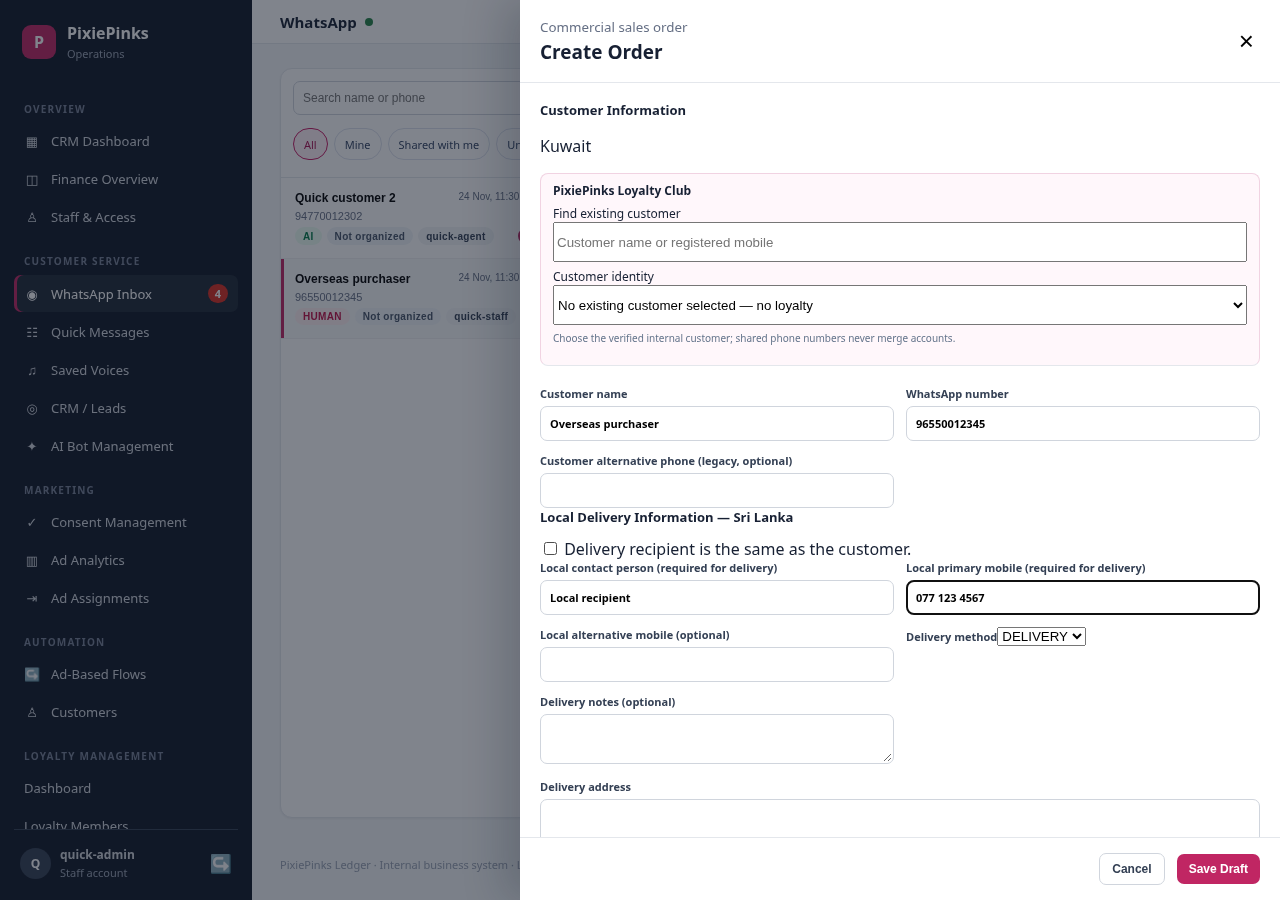 P
PixiePinks
Operations
OVERVIEW
CRM Dashboard
Finance Overview
Staff & Access
CUSTOMER SERVICE
WhatsApp Inbox
4
Quick Messages
Saved Voices
CRM / Leads
AI Bot Management
MARKETING
Consent Management
Ad Analytics
Ad Assignments
AUTOMATION
Ad-Based Flows
Customers
LOYALTY MANAGEMENT
Dashboard
Loyalty Members
Q
quick-admin
Staff account
WhatsApp
Search name or phone
All
Mine
Shared with me
Quick customer 2
24 Nov, 11:30
94770012302
AI
Not organized
quick-agent
Overseas purchaser
24 Nov, 11:30
96550012345
HUMAN
Not organized
quick-staff
PixiePinks Ledger · Internal business system ·
Commercial sales order
Create Order
✕
Customer Information
Kuwait
PixiePinks Loyalty Club
Find existing customer
Customer name or registered mobile
Customer identity
No existing customer selected — no loyalty
Choose the verified internal customer; shared phone numbers never merge accounts.
Customer name
WhatsApp number
Overseas purchaser
96550012345
Customer alternative phone (legacy, optional)
Local Delivery Information — Sri Lanka
Delivery recipient is the same as the customer.
Local contact person (required for delivery)
Local primary mobile (required for delivery)
Local recipient
077 123 4567
Local alternative mobile (optional)
Delivery method
DELIVERY
Delivery notes (optional)
Delivery address
Cancel
Save Draft